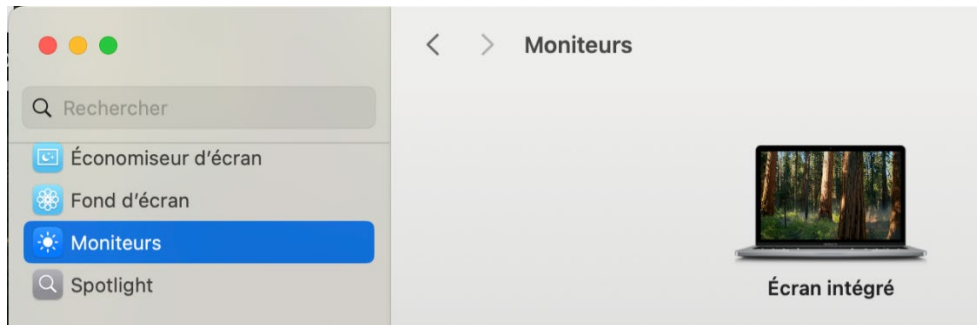 Moniteurs
Rechercher
Économiseur d’écran
Fond d’écran
Moniteurs
Spotlight
Écran intégré